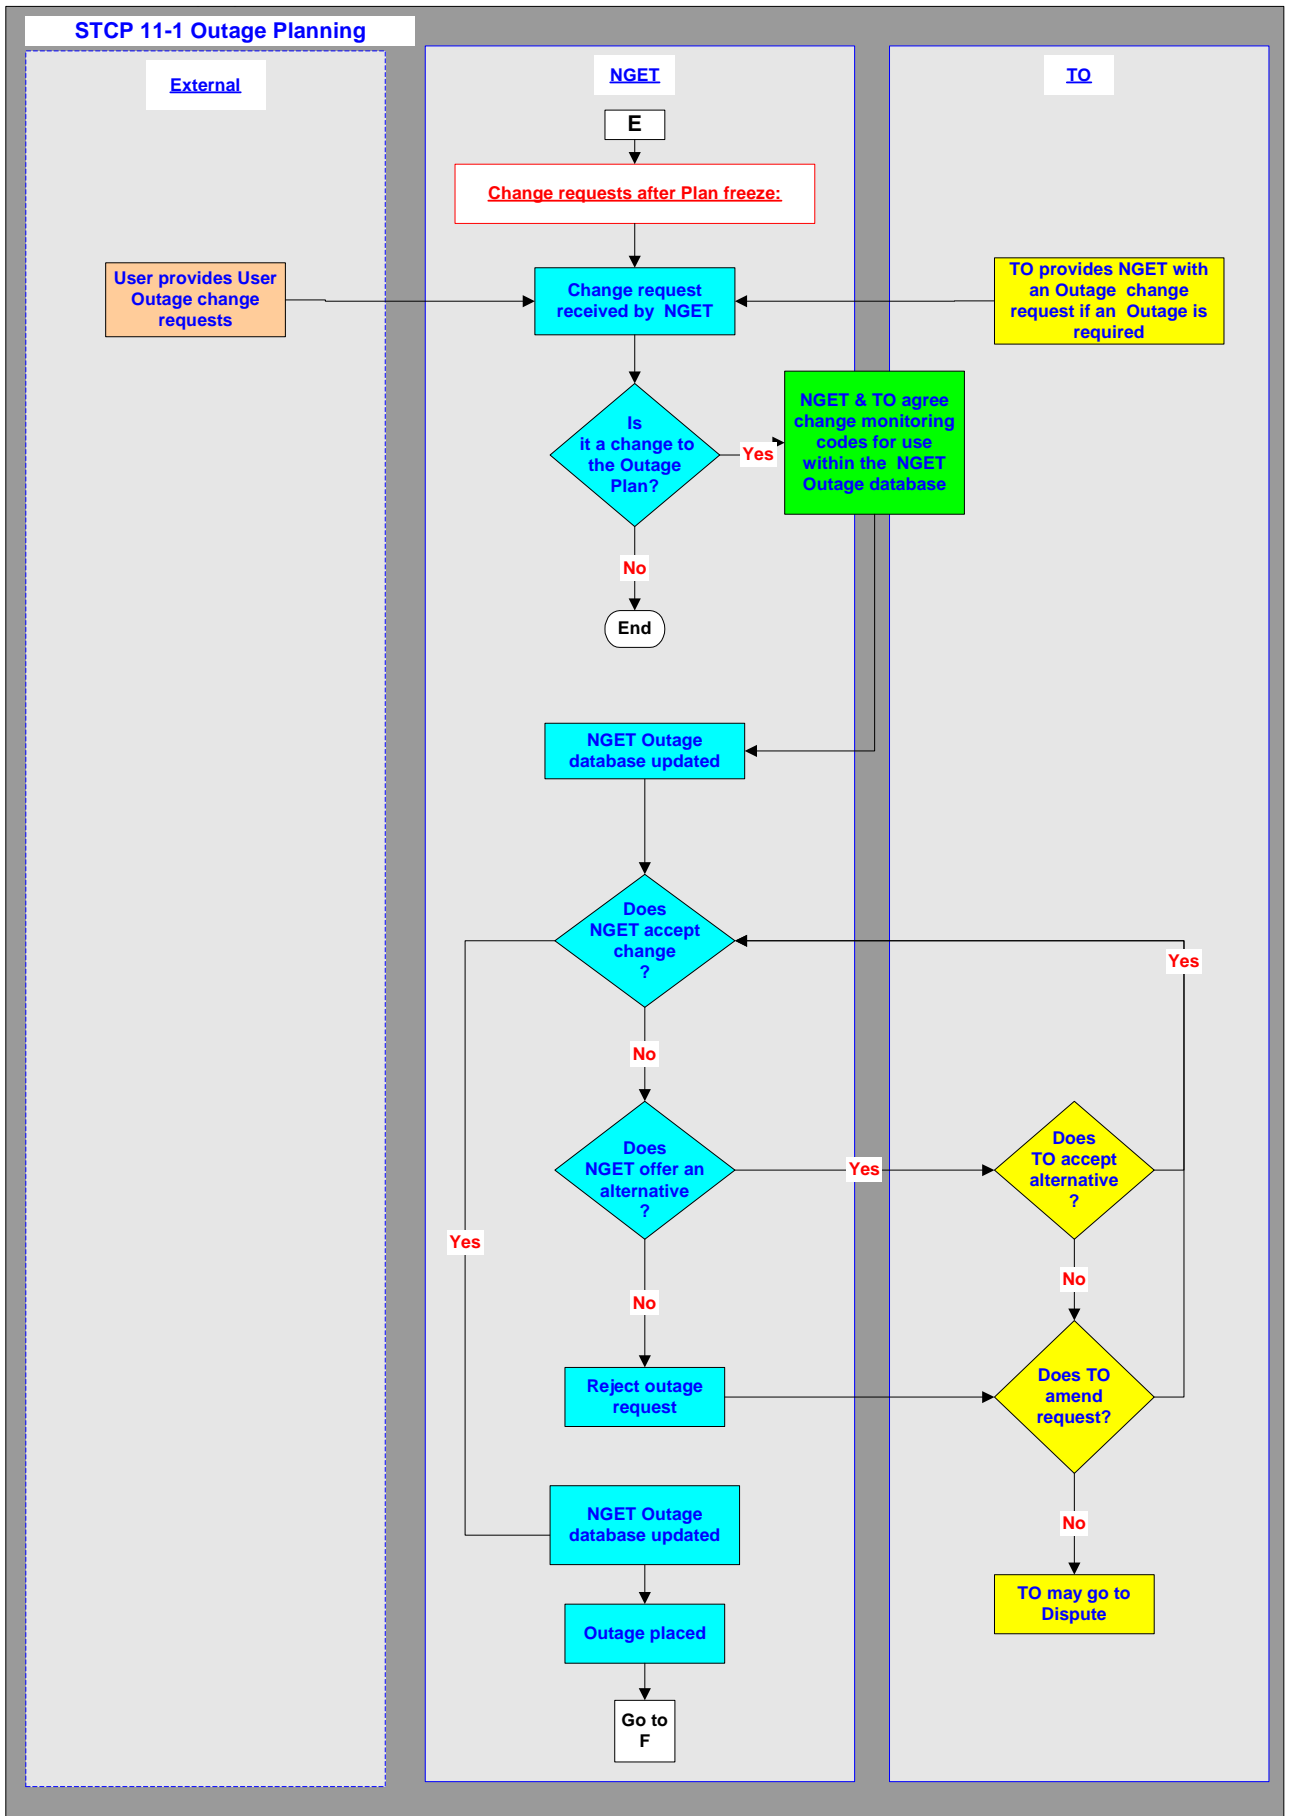 STCP 11-1 Outage Planning
External
NGET
TO
E
Change requests after Plan freeze:
User provides User
Outage change
requests
Change request
received by NGET
TO provides NGET with
an Outage change
request if an Outage is
required
Is
it a change to
the Outage
Plan?
Yes
NGET & TO agree
change monitoring
codes for use
within the NGET
Outage database
No
End
NGET Outage
database updated
Does
NGET accept
change
?
Yes
No
Does
NGET offer an
alternative
?
Yes
Does
TO accept
alternative
?
Yes
No
No
Reject outage
request
Does TO
amend
request?
NGET Outage
database updated
No
Outage placed
TO may go to
Dispute
Go to
F